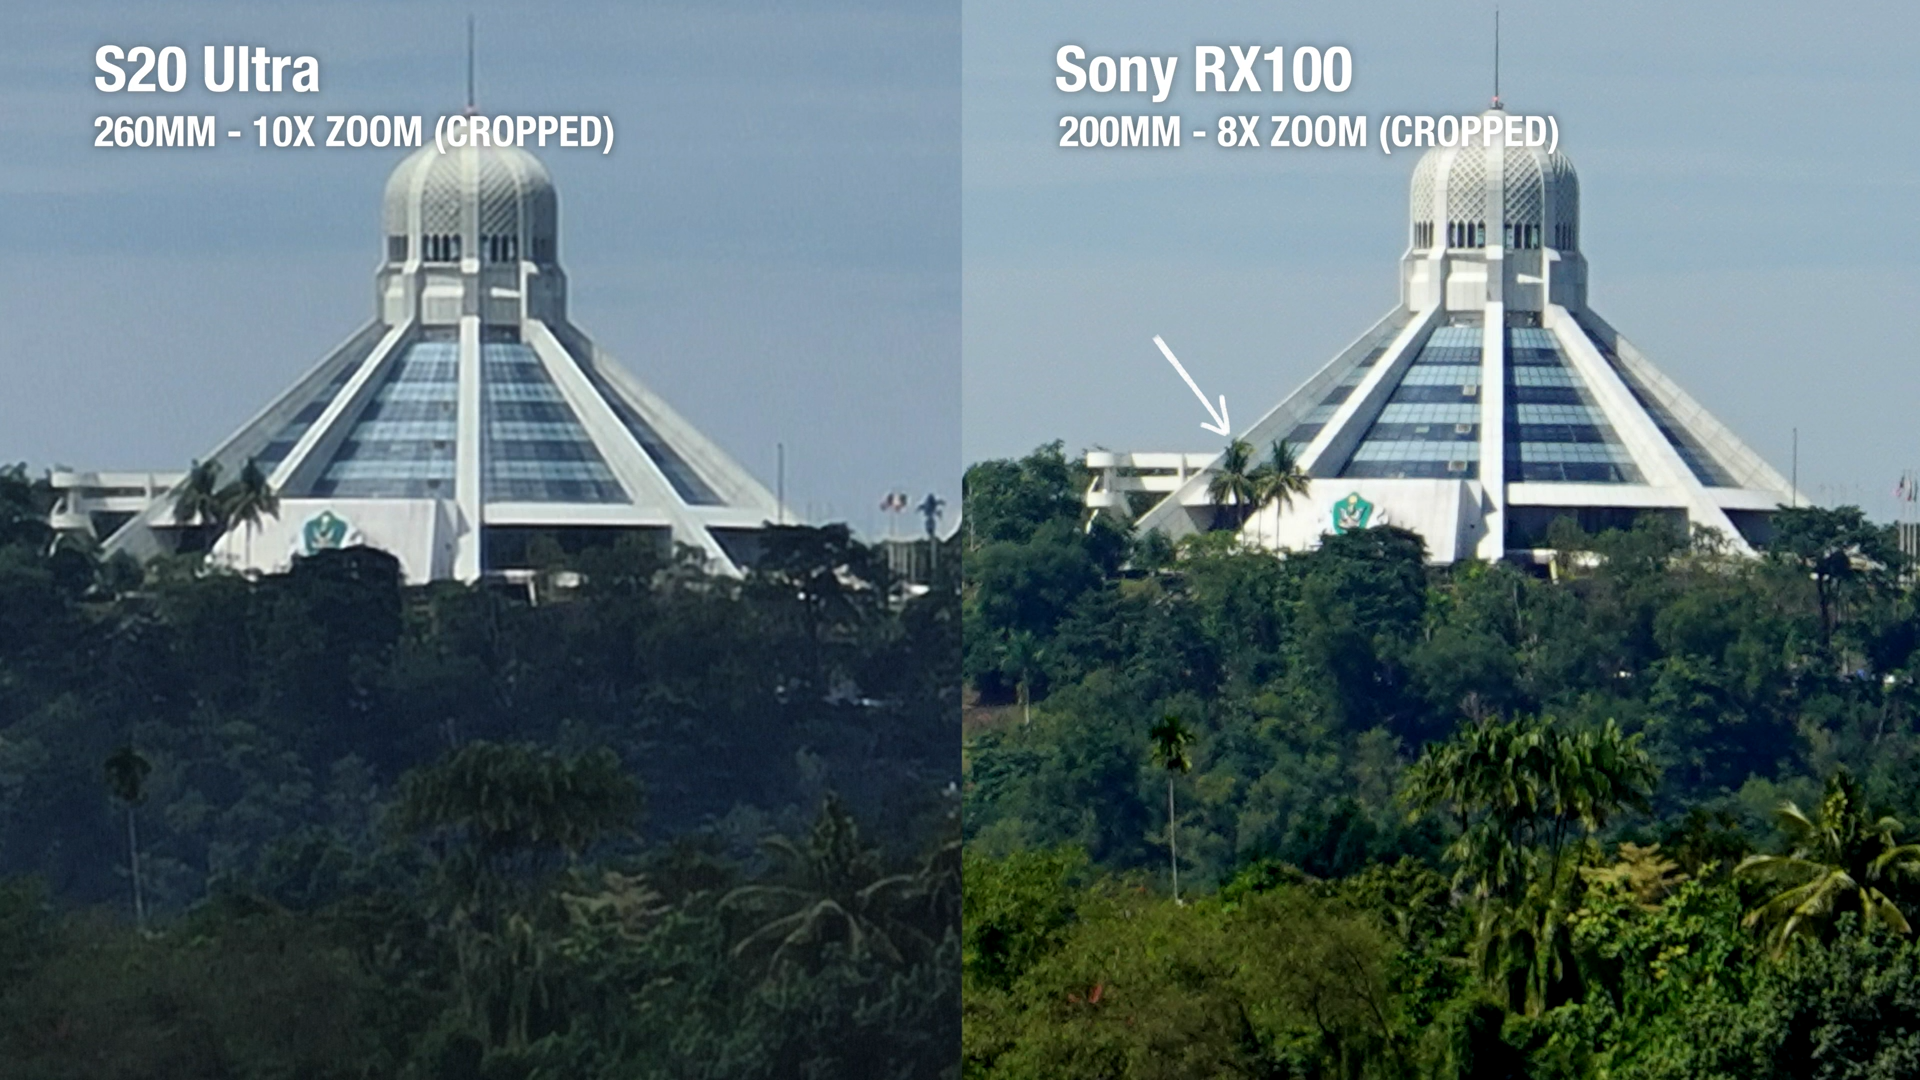 S20 Ultra
260MM - 10X ZOOM (CROPPED)
Sony RX100
200MM - 8X ZOOM (CROPPED)